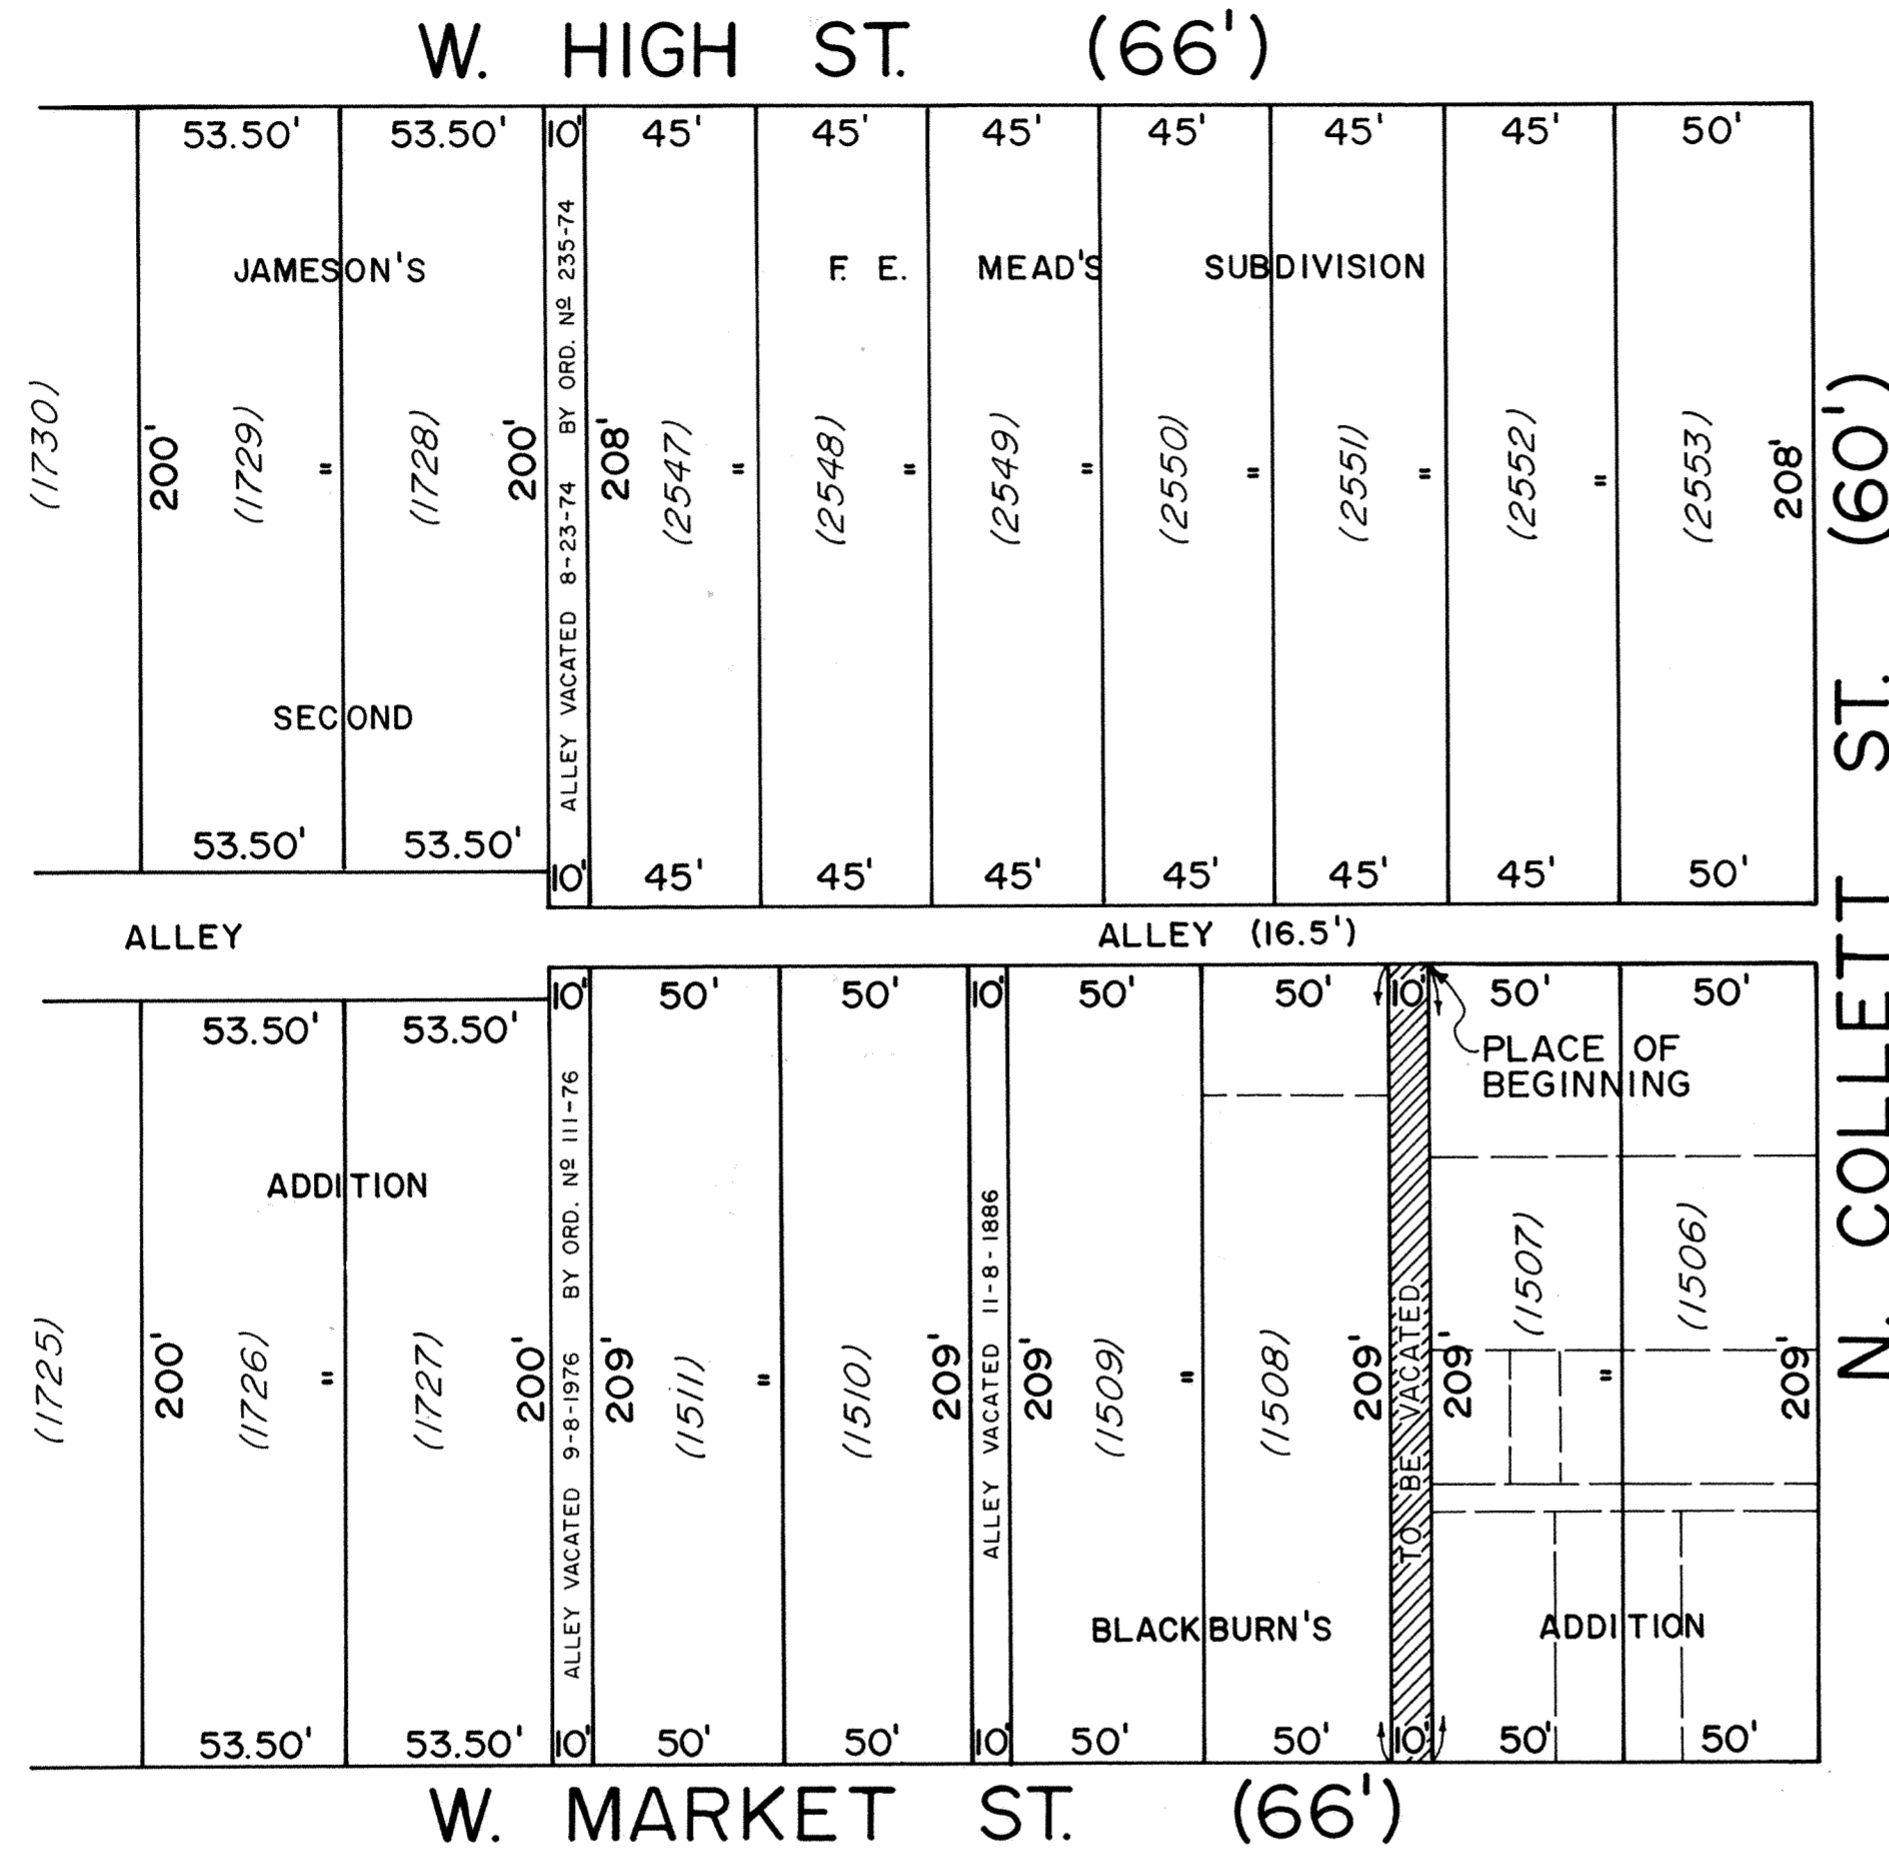 W. HIGH ST. (66')
53.50' 53.50' 10' 45' 45' 45' 45' 45' 45' 50'
JAMESON'S F. E. MEAD'S SUBDIVISION
ALLEY VACATED 8-23-74 BY ORD. Nº 235-74
(1730) 200' (1729) = (1728) 200' 208' (2547) = (2548) = (2549) = (2550) = (2551) = (2552) = (2553) 208'
N. COLLETT ST. (60')
SECOND
53.50' 53.50' 10' 45' 45' 45' 45' 45' 45' 50'
ALLEY ALLEY (16.5')
10' 50' 50' 10' 50' 50' 10' 50' 50'
53.50' 53.50'
PLACE OF
BEGINNING
ADDITION
ALLEY VACATED 9-8-1976 BY ORD. Nº 111-76
ALLEY VACATED 11-8-1886
TO BE VACATED
(1507) (1506)
(1725) 200' (1726) = (1727) 200' 209' (1511) = (1510) 209' 209' (1509) = (1508) 209' 209' = 209'
BLACKBURN'S ADDITION
53.50' 53.50' 10' 50' 50' 10' 50' 50' 10' 50' 50'
W. MARKET ST. (66')